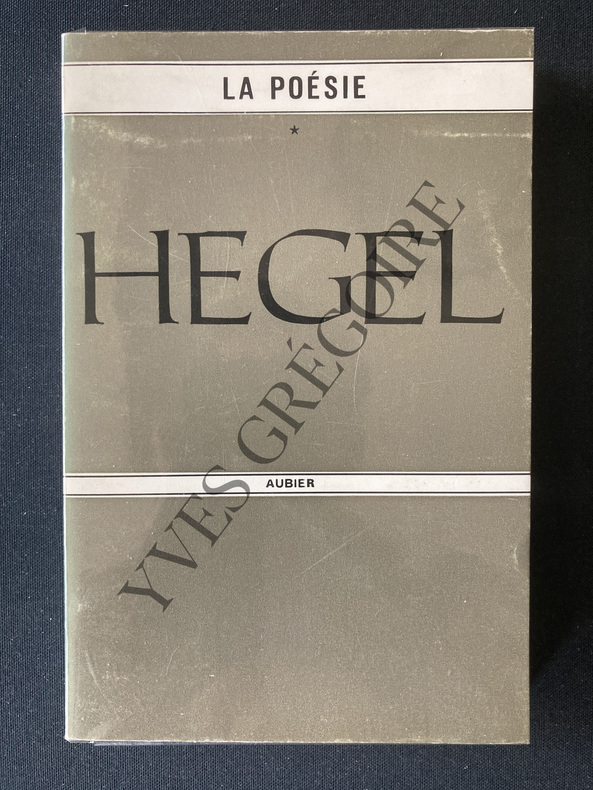 LA POÉSIE
*
HEGEL
AUBIER
YVES GRÉGOIRE